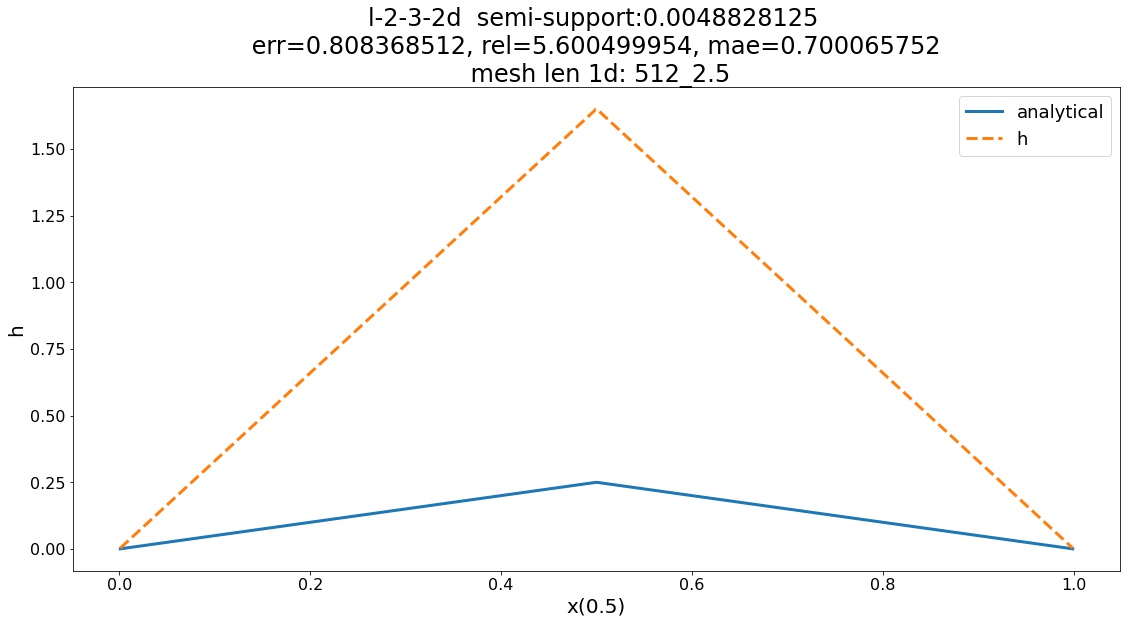 l-2-3-2d  semi-support:0.0048828125
err=0.808368512, rel=5.600499954, mae=0.700065752
mesh len 1d: 512_2.5
analytical
h
h
1.50
1.25
1.00
0.75
0.50
0.25
0.00
0.0 0.2 0.4 0.6 0.8 1.0
x(0.5)